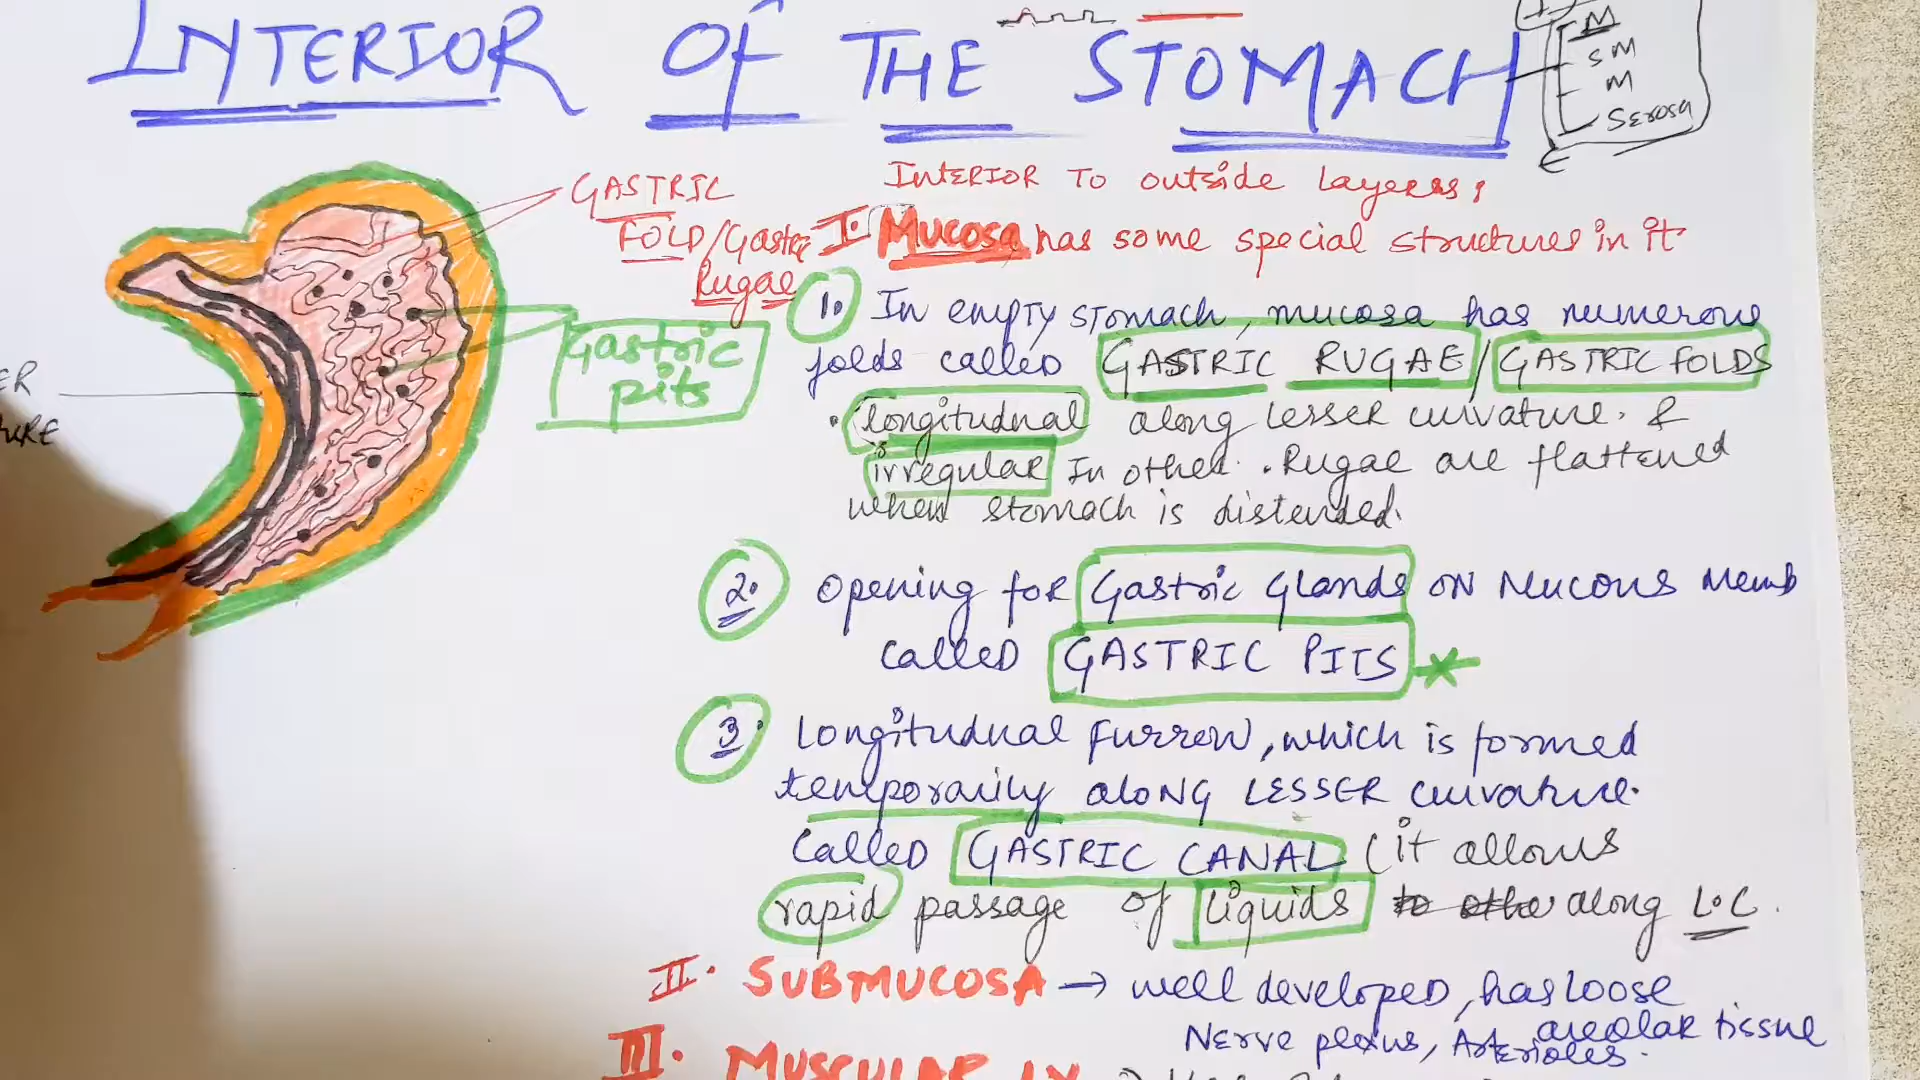 INTERIOR OF THE STOMACH
M
SM
M
SEROSA
INTERIOR TO outside Layers;
GASTRIC
FOLD/Gastric
Rugae
I. Mucosa has some special structures in it
1. In empty stomach, mucosa has numerous
folds called GASTRIC RUGAE / GASTRIC FOLDS
Gastric
pits
• longitudnal along lesser curvature. &
irregular In other. . Rugae are flattened
when stomach is distended.
2. Opening for Gastric Glands ON Mucous Memb
called GASTRIC PITS
3. Longitudnal furrow, which is formed
temporarily along LESSER curvature.
Called GASTRIC CANAL (it allows
rapid passage of liquids along L.C.
II. SUBMUCOSA → well developed, has loose
areolar tissue
Nerve plexus, Arterioles.
III. MUSCULAR